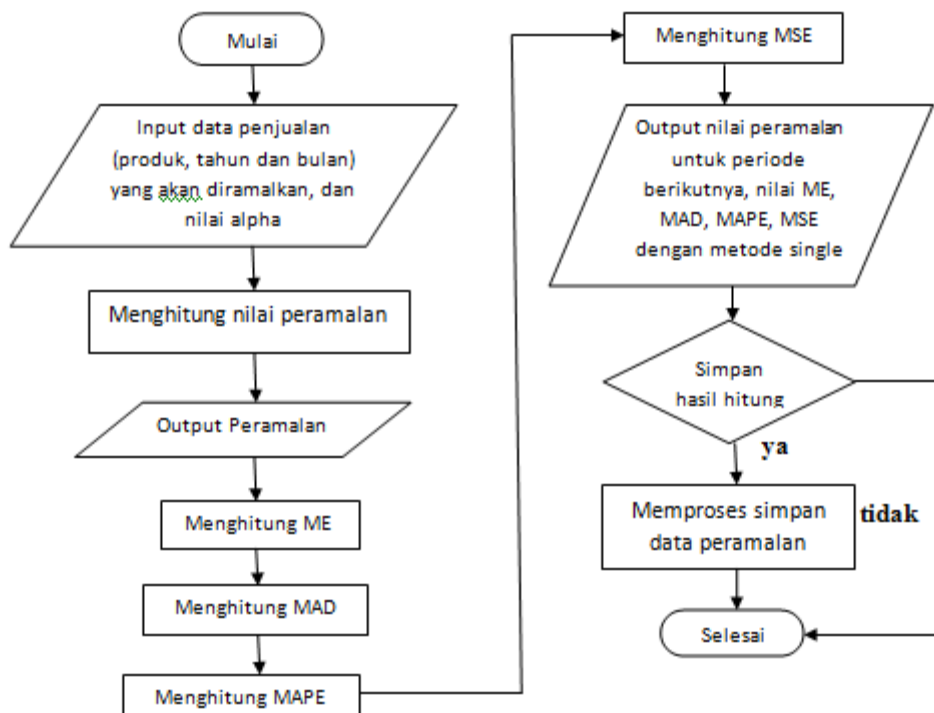 Mulai
Input data penjualan
(produk, tahun dan bulan)
yang akan diramalkan, dan
nilai alpha
Menghitung nilai peramalan
Output Peramalan
Menghitung ME
Menghitung MAD
Menghitung MAPE
Menghitung MSE
Output nilai peramalan
untuk periode
berikutnya, nilai ME,
MAD, MAPE, MSE
dengan metode single
Simpan
hasil hitung
ya
Memproses simpan
data peramalan
tidak
Selesai